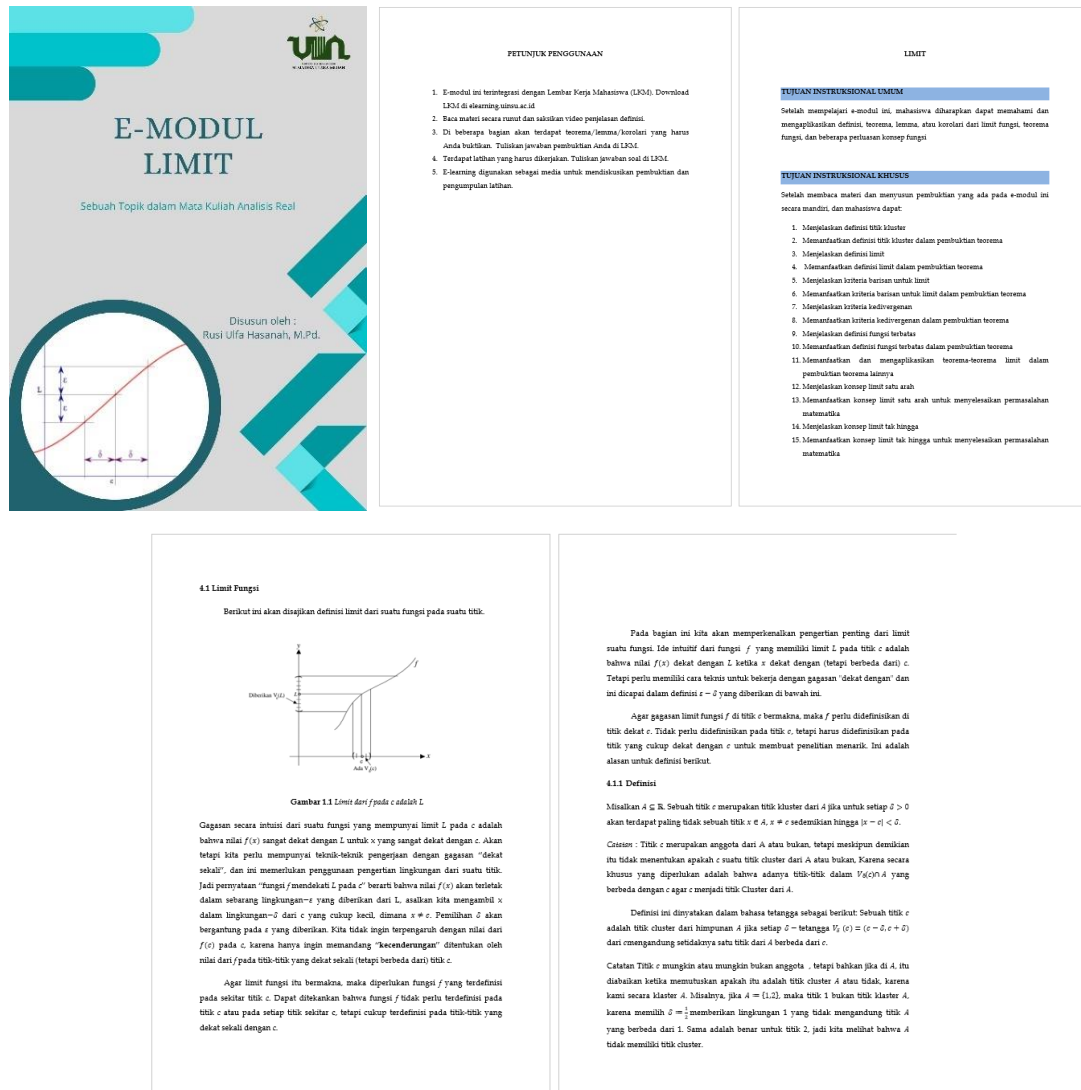 UIN
E-MODUL
LIMIT
Sebuah Topik dalam Mata Kuliah Analisis Real
Disusun oleh :
Rusi Ulfa Hasanah, M.Pd.
L
ε
ε
δ
δ
c
PETUNJUK PENGGUNAAN
1. E-modul ini terintegrasi dengan Lembar Kerja Mahasiswa (LKM). Download
LKM di elearning.uinsu.ac.id
2. Baca materi secara runut dan saksikan video penjelasan definisi.
3. Di beberapa bagian akan terdapat teorema/lemma/korolari yang harus
Anda buktikan. Tuliskan jawaban pembuktian Anda di LKM.
4. Terdapat latihan yang harus dikerjakan. Tuliskan jawaban soal di LKM.
5. E-learning digunakan sebagai media untuk mendiskusikan pembuktian dan
pengumpulan latihan.
LIMIT
TUJUAN INSTRUKSIONAL UMUM
Setelah mempelajari e-modul ini, mahasiswa diharapkan dapat memahami dan
mengaplikasikan definisi, teorema, lemma, atau korolari dari limit fungsi, teorema
fungsi, dan beberapa perluasan konsep fungsi
TUJUAN INSTRUKSIONAL KHUSUS
Setelah membaca materi dan menyusun pembuktian yang ada pada e-modul ini
secara mandiri, dan mahasiswa dapat:
1. Menjelaskan definisi titik kluster
2. Memanfaatkan definisi titik kluster dalam pembuktian teorema
3. Menjelaskan definisi limit
4. Memanfaatkan definisi limit dalam pembuktian teorema
5. Menjelaskan kriteria barisan untuk limit
6. Memanfaatkan kriteria barisan untuk limit dalam pembuktian teorema
7. Menjelaskan kriteria kedivergenan
8. Memanfaatkan kriteria kedivergenan dalam pembuktian teorema
9. Menjelaskan definisi fungsi terbatas
10. Memanfaatkan definisi fungsi terbatas dalam pembuktian teorema
11. Memanfaatkan dan mengaplikasikan teorema-teorema limit dalam
pembuktian teorema lainnya
12. Menjelaskan konsep limit satu arah
13. Memanfaatkan konsep limit satu arah untuk menyelesaikan permasalahan
matematika
14. Menjelaskan konsep limit tak hingga
15. Memanfaatkan konsep limit tak hingga untuk menyelesaikan permasalahan
matematika
4.1 Limit Fungsi
Berikut ini akan disajikan definisi limit dari suatu fungsi pada suatu titik.
y
f
Diberikan
L
x
c
Ada
Gambar 1.1 Limit dari f pada c adalah L
Gagasan secara intuisi dari suatu fungsi yang mempunyai limit L pada c adalah
bahwa nilai f(x) sangat dekat dengan L untuk x yang sangat dekat dengan c. Akan
tetapi kita perlu mempunyai teknik-teknik pengerjaan dengan gagasan “dekat
sekali”, dan ini memerlukan penggunaan pengertian lingkungan dari suatu titik.
Jadi pernyataan “fungsi f mendekati L pada c” berarti bahwa nilai f(x) akan terletak
dalam sebarang lingkungan−ε yang diberikan dari L, asalkan kita mengambil x
dalam lingkungan−δ dari c yang cukup kecil, dimana x ≠ c. Pemilihan δ akan
bergantung pada ε yang diberikan. Kita tidak ingin terpengaruh dengan nilai dari
f(c) pada c, karena hanya ingin memandang “kecenderungan” ditentukan oleh
nilai dari f pada titik-titik yang dekat sekali (tetapi berbeda dari) titik c.
Agar limit fungsi itu bermakna, maka diperlukan fungsi f yang terdefinisi
pada sekitar titik c. Dapat ditekankan bahwa fungsi f tidak perlu terdefinisi pada
titik c atau pada setiap titik sekitar c, tetapi cukup terdefinisi pada titik-titik yang
dekat sekali dengan c.
Pada bagian ini kita akan memperkenalkan pengertian penting dari limit
suatu fungsi. Ide intuitif dari fungsi f yang memiliki limit L pada titik c adalah
bahwa nilai f(x) dekat dengan L ketika x dekat dengan (tetapi berbeda dari) c.
Tetapi perlu memiliki cara teknis untuk bekerja dengan gagasan "dekat dengan" dan
ini dicapai dalam definisi ε − δ yang diberikan di bawah ini.
Agar gagasan limit fungsi f di titik c bermakna, maka f perlu didefinisikan di
titik dekat c. Tidak perlu didefinisikan pada titik c, tetapi harus didefinisikan pada
titik yang cukup dekat dengan c untuk membuat penelitian menarik. Ini adalah
alasan untuk definisi berikut.
4.1.1 Definisi
Misalkan A ⊆ ℝ. Sebuah titik c merupakan titik kluster dari A jika untuk setiap δ > 0
akan terdapat paling tidak sebuah titik x ∈ A, x ≠ c sedemikian hingga |x − c| < δ.
Catatan : Titik c merupakan anggota dari A atau bukan, tetapi meskipun demikian
itu tidak menentukan apakah c suatu titik cluster dari A atau bukan, Karena secara
khusus yang diperlukan adalah bahwa adanya titik-titik dalam Vδ(c)∩ A yang
berbeda dengan c agar c menjadi titik Cluster dari A.
Definisi ini dinyatakan dalam bahasa tetangga sebagai berikut: Sebuah titik c
adalah titik cluster dari himpunan A jika setiap δ − tetangga Vδ (c) = (c − δ, c + δ)
dari cmengandung setidaknya satu titik dari A berbeda dari c.
Catatan Titik c mungkin atau mungkin bukan anggota , tetapi bahkan jika di A, itu
diabaikan ketika memutuskan apakah itu adalah titik cluster A atau tidak, karena
kami secara klaster A. Misalnya, jika A = {1,2}, maka titik 1 bukan titik klaster A,
karena memilih δ = 1/2 memberikan lingkungan 1 yang tidak mengandung titik A
yang berbeda dari 1. Sama adalah benar untuk titik 2, jadi kita melihat bahwa A
tidak memiliki titik cluster.